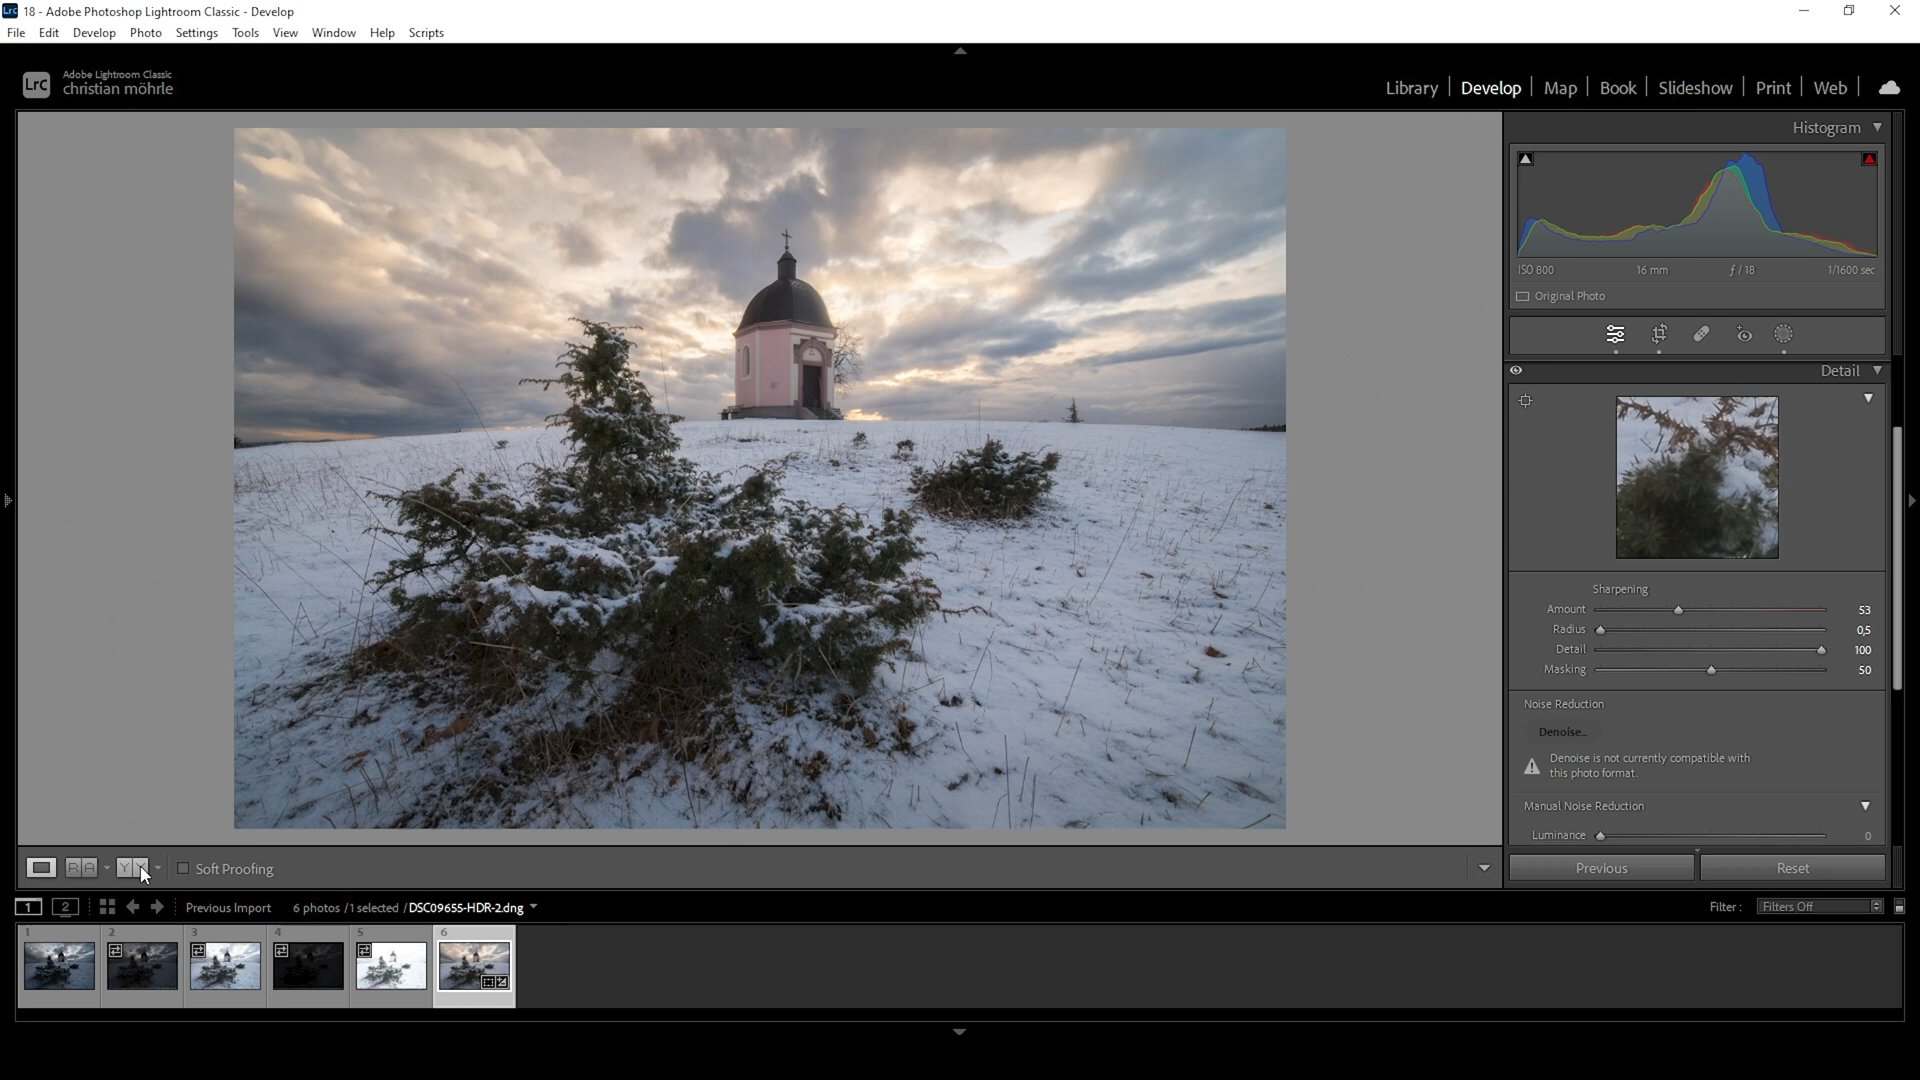 Lrc 18 - Adobe Photoshop Lightroom Classic - Develop
File Edit Develop Photo Settings Tools View Window Help Scripts
Lrc Adobe Lightroom Classic
christian möhrle
Library Develop Map Book Slideshow Print Web
Histogram
ISO 800 16 mm ƒ / 18 1/1600 sec
Original Photo
Detail
Sharpening
Amount 53
Radius 0,5
Detail 100
Masking 50
Noise Reduction
Denoise...
Denoise is not currently compatible with
this photo format.
Manual Noise Reduction
Luminance 0
R A Y Y Soft Proofing
Previous Reset
1 2 Previous Import 6 photos / 1 selected / DSC09655-HDR-2.dng Filter : Filters Off
1 2 3 4 5 6